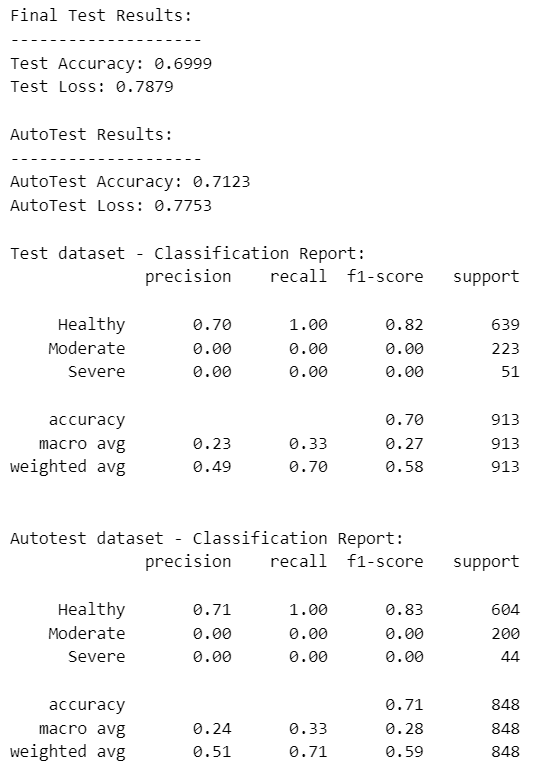 Final Test Results:
--------------------
Test Accuracy: 0.6999
Test Loss: 0.7879
AutoTest Results:
--------------------
AutoTest Accuracy: 0.7123
AutoTest Loss: 0.7753
Test dataset - Classification Report:
precision recall f1-score support
Healthy 0.70 1.00 0.82 639
Moderate 0.00 0.00 0.00 223
Severe 0.00 0.00 0.00 51
accuracy 0.70 913
macro avg 0.23 0.33 0.27 913
weighted avg 0.49 0.70 0.58 913
Autotest dataset - Classification Report:
precision recall f1-score support
Healthy 0.71 1.00 0.83 604
Moderate 0.00 0.00 0.00 200
Severe 0.00 0.00 0.00 44
accuracy 0.71 848
macro avg 0.24 0.33 0.28 848
weighted avg 0.51 0.71 0.59 848